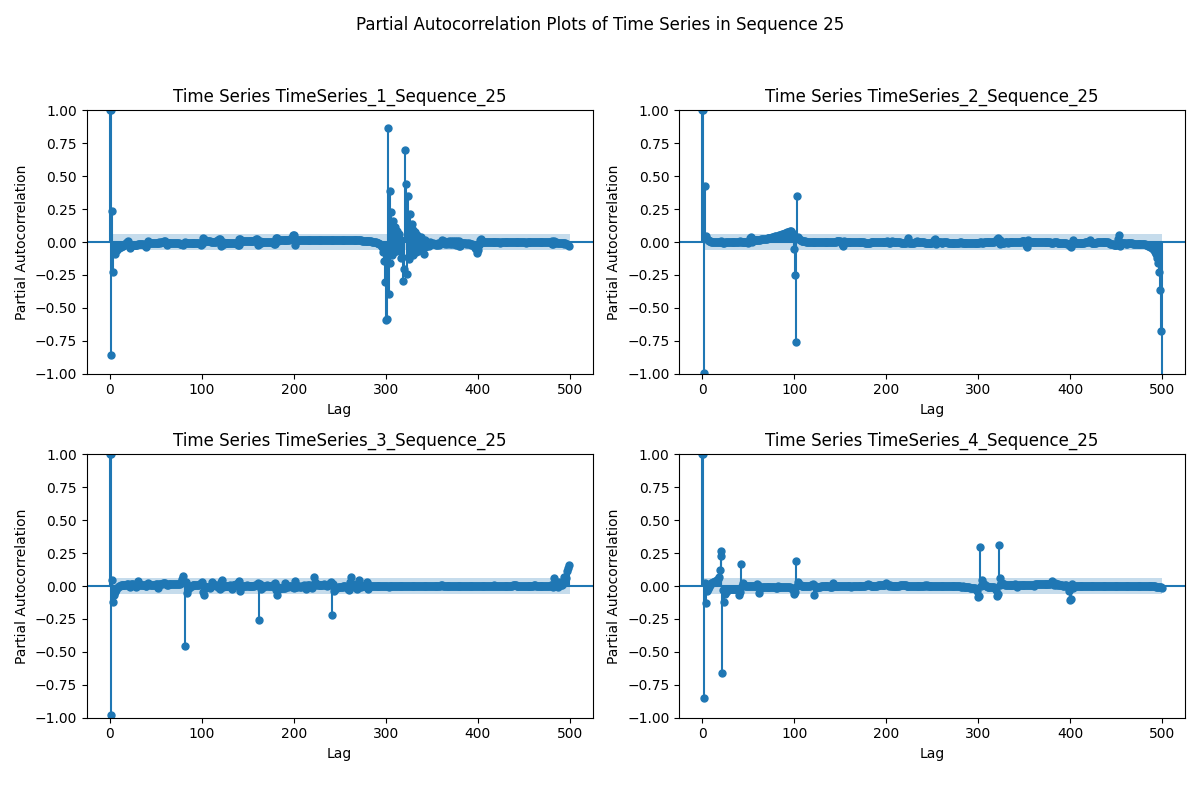 Partial Autocorrelation Plots of Time Series in Sequence 25
Time Series TimeSeries_1_Sequence_25
1.00
0.75
0.50
0.25
0.00
−0.25
−0.50
−0.75
−1.00
Partial Autocorrelation
0 100 200 300 400 500
Lag
Time Series TimeSeries_2_Sequence_25
1.00
0.75
0.50
0.25
0.00
−0.25
−0.50
−0.75
−1.00
Partial Autocorrelation
0 100 200 300 400 500
Lag
Time Series TimeSeries_3_Sequence_25
1.00
0.75
0.50
0.25
0.00
−0.25
−0.50
−0.75
−1.00
Partial Autocorrelation
0 100 200 300 400 500
Lag
Time Series TimeSeries_4_Sequence_25
1.00
0.75
0.50
0.25
0.00
−0.25
−0.50
−0.75
−1.00
Partial Autocorrelation
0 100 200 300 400 500
Lag